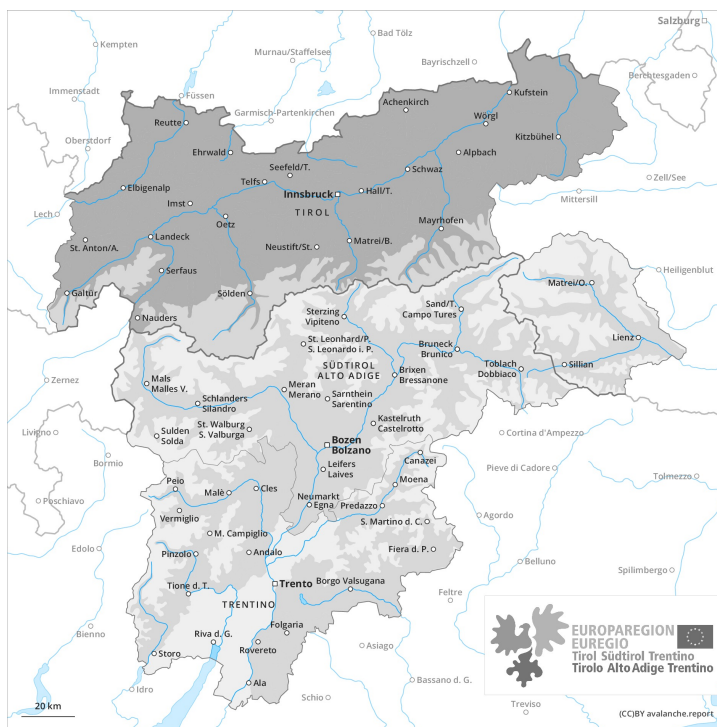 Salzburg
Kempten
Bad Tölz
Murnau/Staffelsee
Bayrischzell
Berchtesgaden
Immenstadt
Füssen
Garmisch-Partenkirchen
Achenkirch
Kufstein
Reutte
Wörgl
Oberstdorf
Ehrwald
Kitzbühel
Seefeld/T.
Alpbach
Schwaz
Telfs
Zell/See
Elbigenalp
Innsbruck
Hall/T.
Mittersill
Imst
TIROL
Lech
Oetz
Mayrhofen
Landeck
St. Anton/A.
Neustift/St.
Matrei/B.
Serfaus
Heiligenblut
Galtür
Sölden
Matrei/O.
Nauders
Sterzing
Vipiteno
Sand/T.
Campo Tures
Lienz
St. Leonhard/P.
S. Leonardo i. P.
Bruneck
Brunico
Toblach
Dobbiaco
Sillian
SÜDTIROL
ALTO ADIGE
Brixen
Bressanone
Zernez
Mals
Malles V.
Meran
Merano
Schlanders
Silandro
Sarnthein
Sarentino
St. Walburg
S. Valburga
Kastelruth
Castelrotto
Livigno
Sulden
Solda
Bozen
Bolzano
Cortina d'Ampezzo
Bormio
Canazei
Leifers
Laives
Pieve di Cadore
Tolmezzo
Peio
Moena
Poschiavo
Malè
Cles
Neumarkt
Egna
Predazzo
Vermiglio
S. Martino d. C.
Agordo
M. Campiglio
Edolo
Pinzolo
Andalo
Fiera d. P.
Belluno
Spilimbergo
Trento
Borgo Valsugana
Tione d. T.
Feltre
TRENTINO
Folgaria
Bienno
Riva d. G.
Rovereto
Asiago
Storo
Ala
Bassano d. G.
Idro
Schio
Treviso
EUROPAREGION
EUREGIO
Tirol Südtirol Trentino
Tirolo Alto Adige Trentino
20 km
(CC)BY avalanche.report